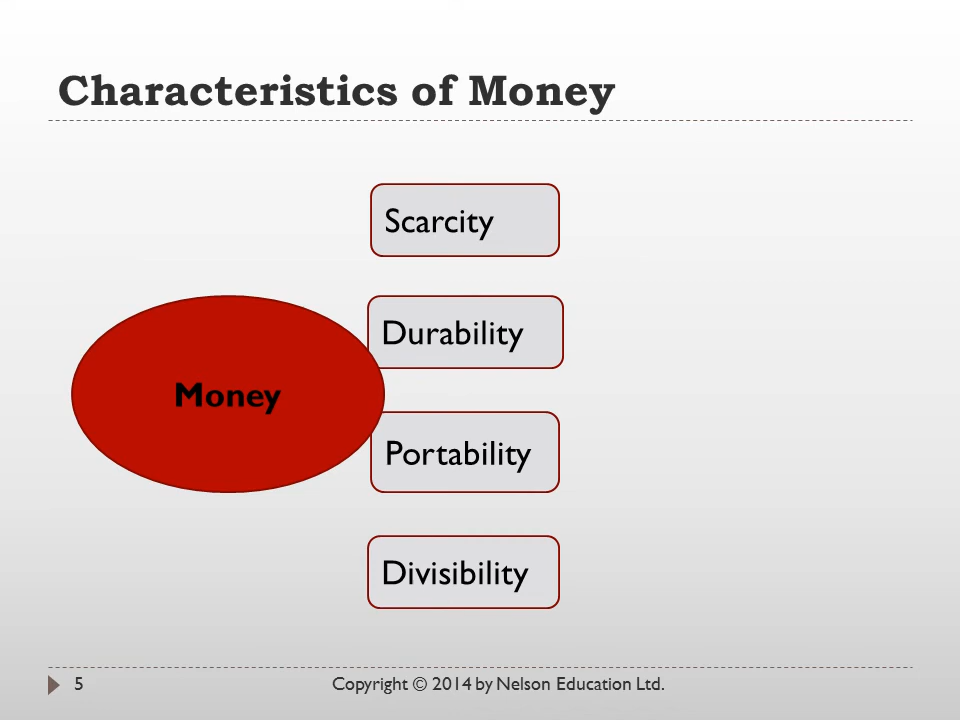 Characteristics of Money
Scarcity
Durability
Money
Portability
Divisibility
5
Copyright © 2014 by Nelson Education Ltd.